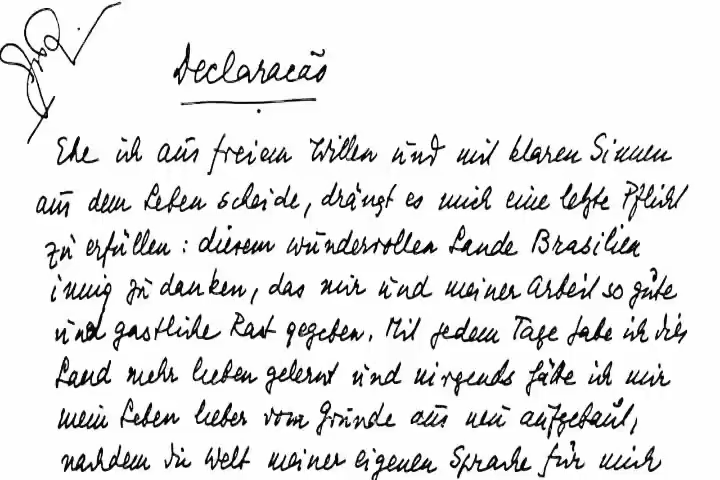 Declaracão
Ehe ich aus freiem Willen und mit klaren Sinnen
aus dem Leben scheide, drängt es mich eine letzte Pflicht
zu erfüllen: diesem wundervollen Lande Brasilien
innig zu danken, das mir und meiner Arbeit so gute
und gastliche Rast gegeben. Mit jedem Tage habe ich dies
Land mehr lieben gelernt und nirgends hätte ich mir
mein Leben lieber vom Grunde aus neu aufgebaut,
nachdem die Welt meiner eigenen Sprache für mich